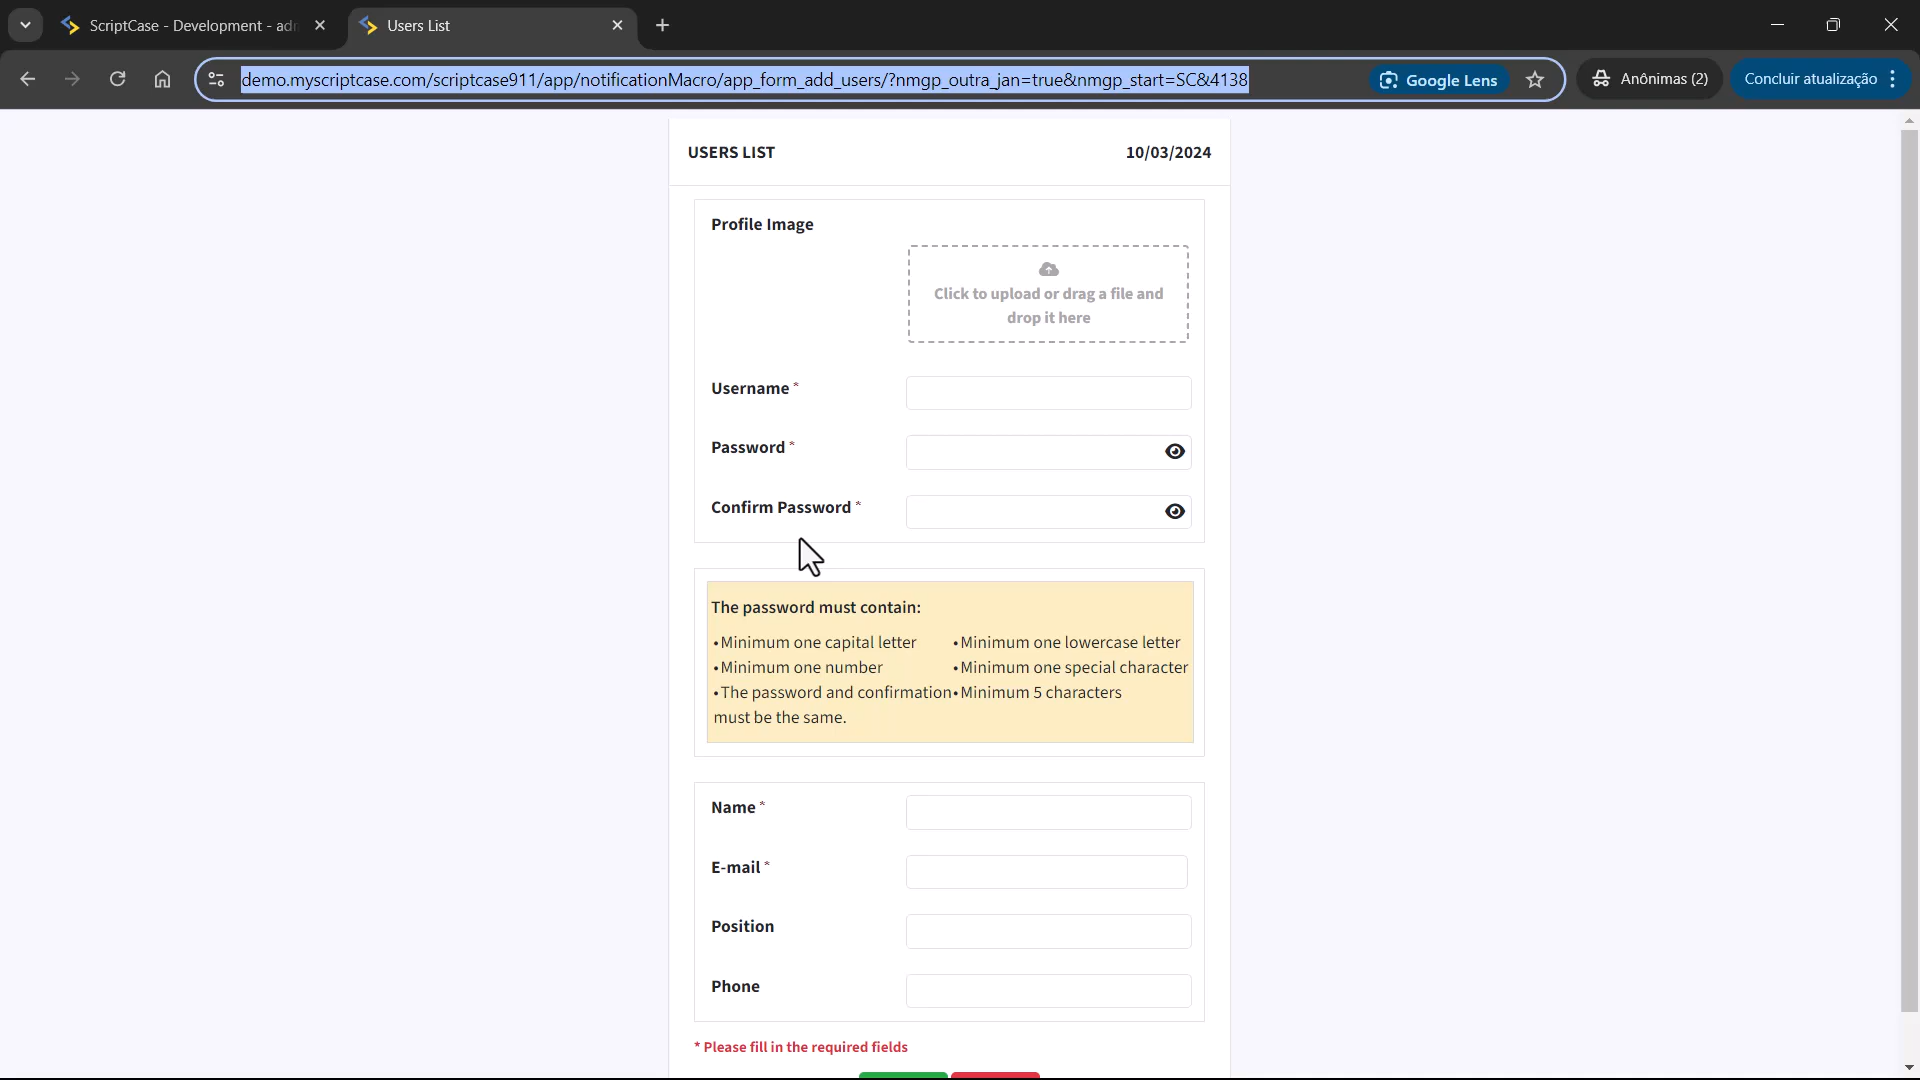 ScriptCase - Development - adn
Users List
demo.myscriptcase.com/scriptcase911/app/notificationMacro/app_form_add_users/?nmgp_outra_jan=true&nmgp_start=SC&4138
Google Lens
Anônimas (2)
Concluir atualização
USERS LIST
10/03/2024
Profile Image
Click to upload or drag a file and
drop it here
Username *
Password *
Confirm Password *
The password must contain:
•Minimum one capital letter
•Minimum one lowercase letter
•Minimum one number
•Minimum one special character
•The password and confirmation
must be the same.
•Minimum 5 characters
Name *
E-mail *
Position
Phone
* Please fill in the required fields